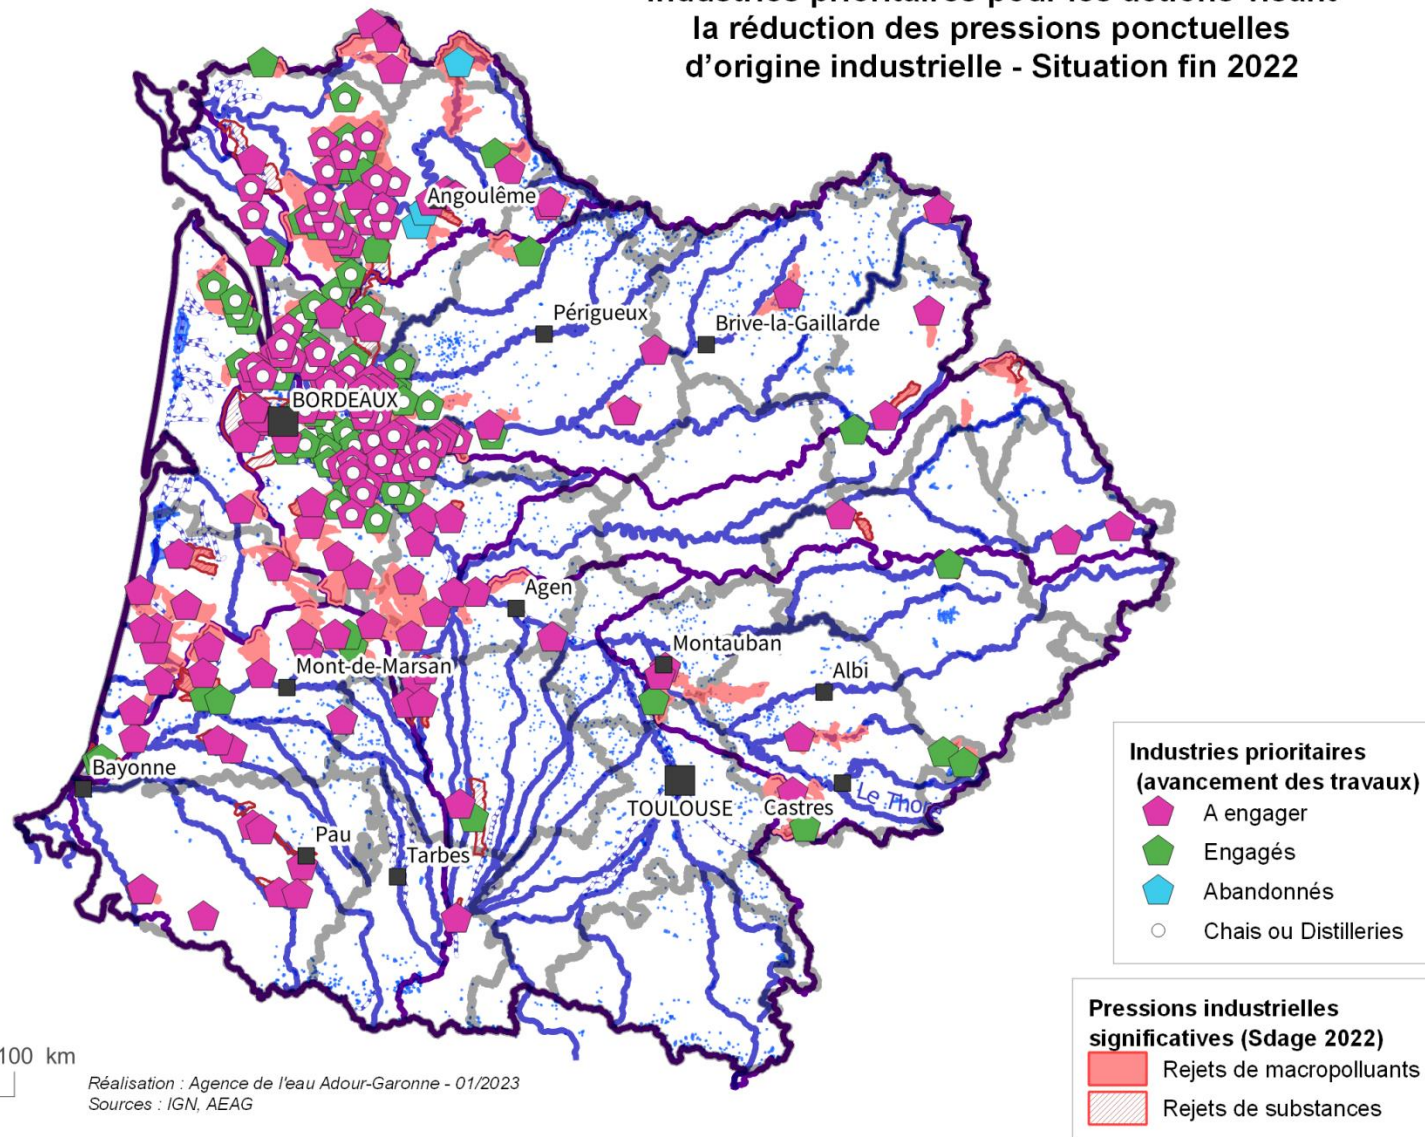 la réduction des pressions ponctuelles
d'origine industrielle - Situation fin 2022
Angoulême
Périgueux
Brive-la-Gaillarde
BORDEAUX
Agen
Montauban
Mont-de-Marsan
Albi
Bayonne
TOULOUSE
Castres
Le Thoré
Pau
Tarbes
Industries prioritaires
(avancement des travaux)
A engager
Engagés
Abandonnés
Chais ou Distilleries
Pressions industrielles
significatives (Sdage 2022)
Rejets de macropolluants
Rejets de substances
100 km
Réalisation : Agence de l'eau Adour-Garonne - 01/2023
Sources : IGN, AEAG